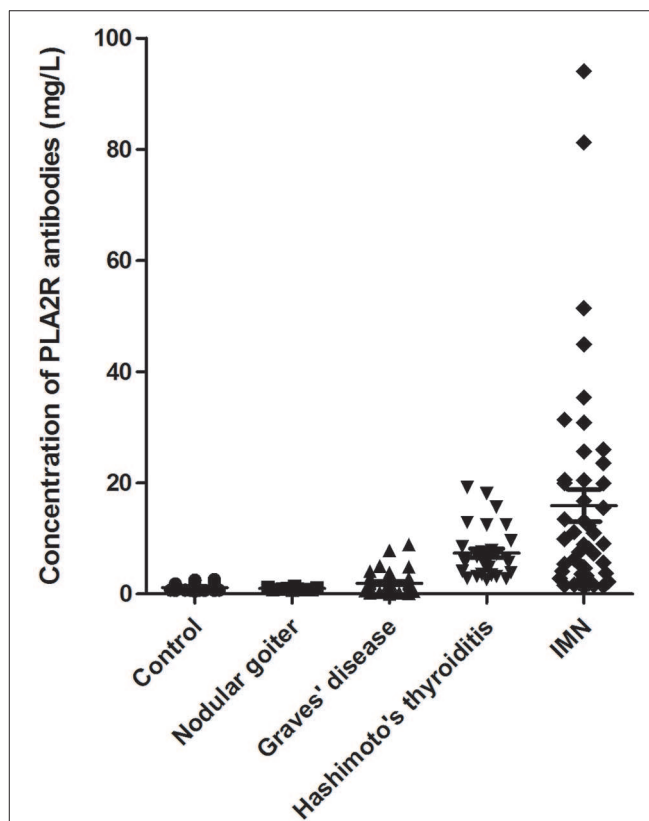 Concentration of PLA2R antibodies (mg/L)
100
80
60
40
20
0
Control
Nodular goiter
Graves' disease
Hashimoto's thyroiditis
IMN